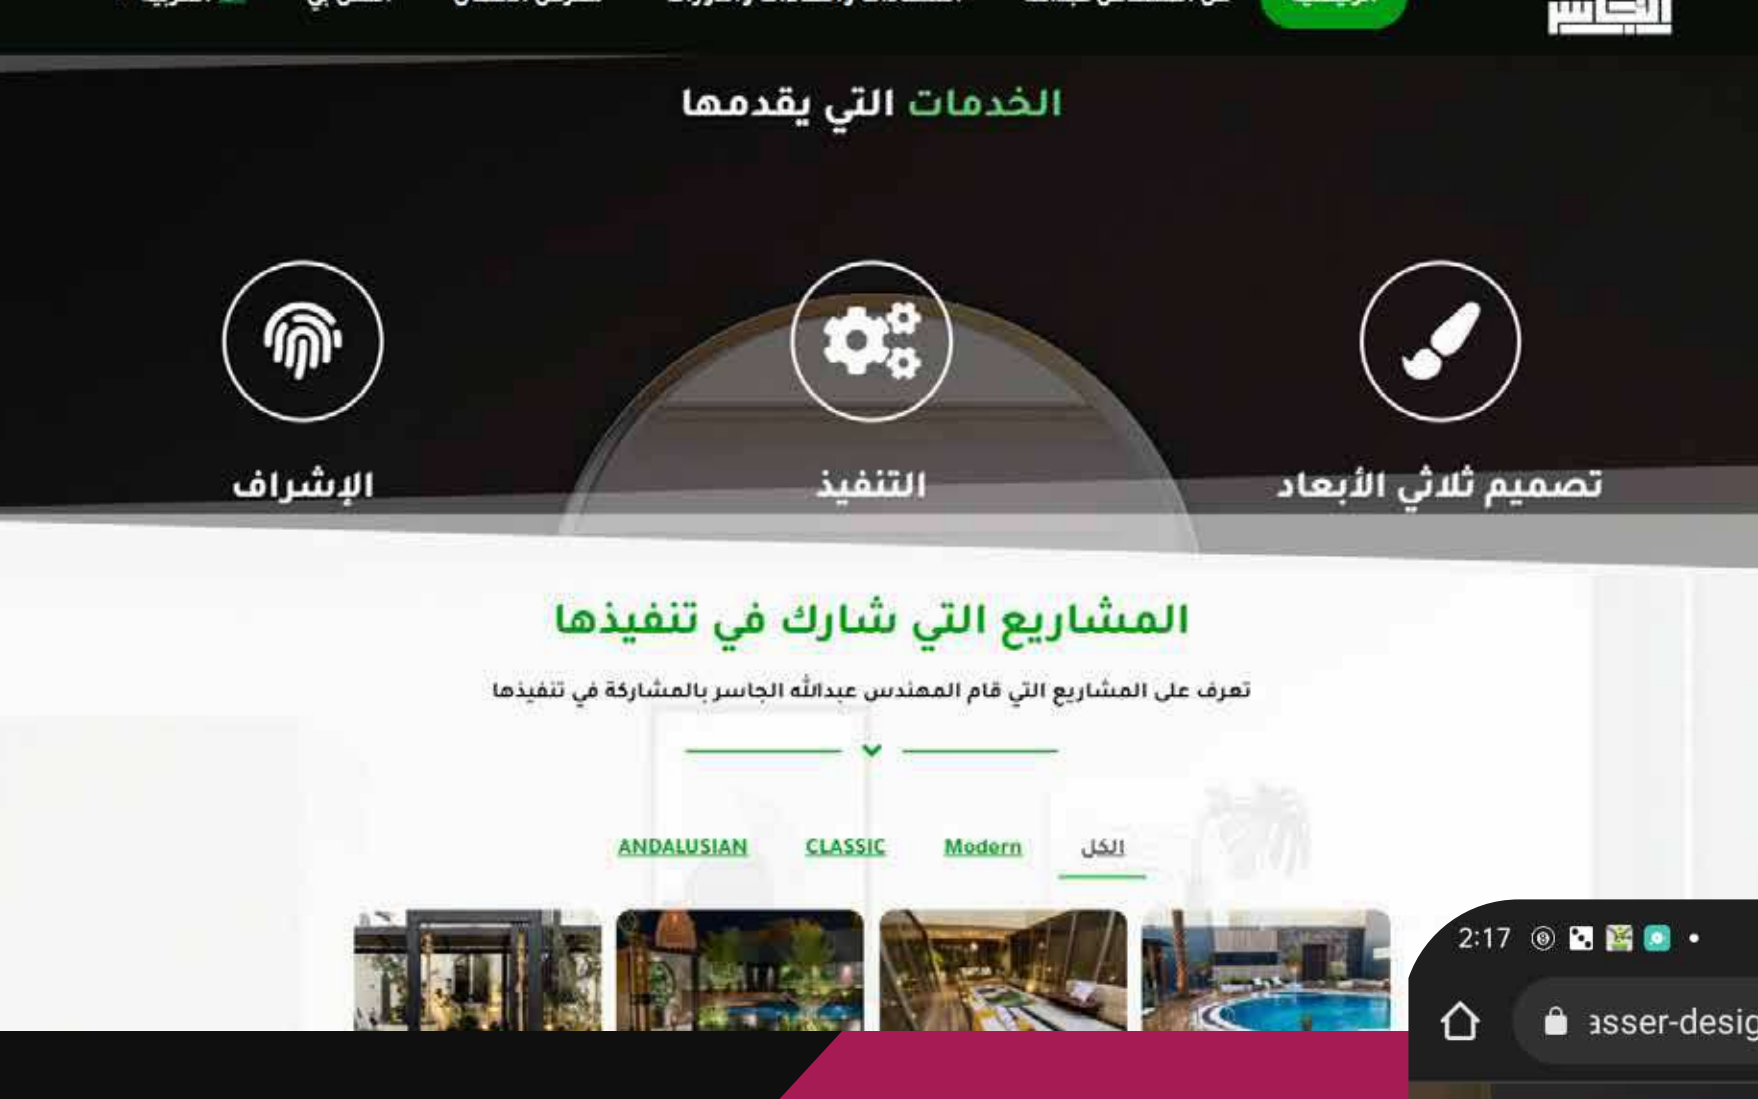 الجاسر
الخدمات التي يقدمها
تصميم ثلاثي الأبعاد
التنفيذ
الإشراف
المشاريع التي شارك في تنفيذها
تعرف على المشاريع التي قام المهندس عبدالله الجاسر بالمشاركة في تنفيذها
الكل Modern CLASSIC ANDALUSIAN
2:17
asser-desig